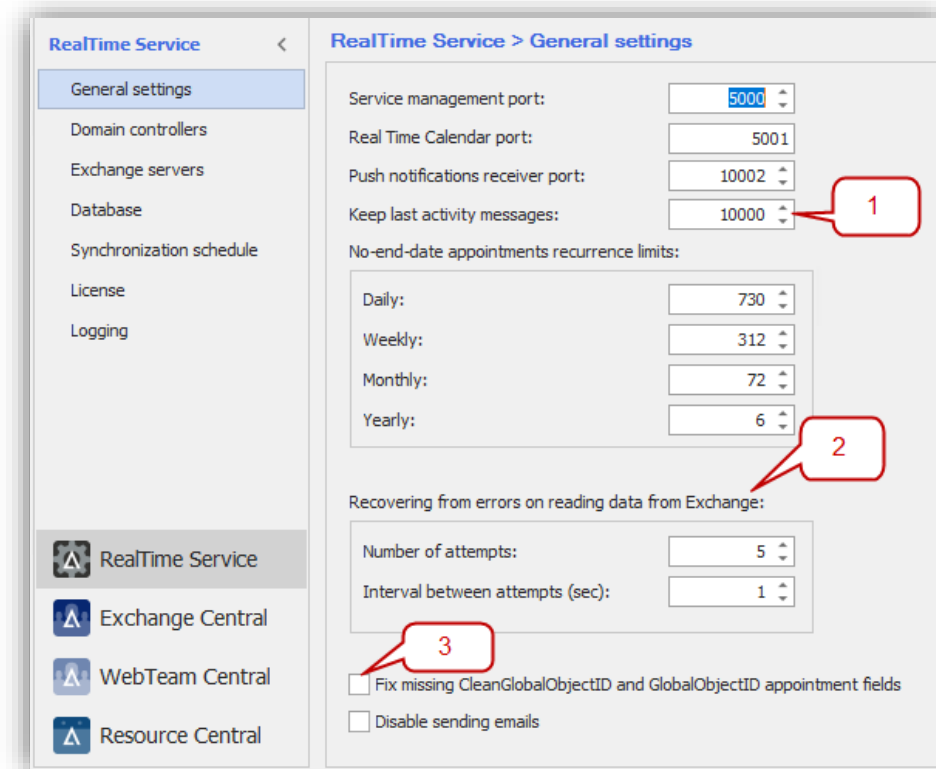 RealTime Service <
General settings
Domain controllers
Exchange servers
Database
Synchronization schedule
License
Logging
RealTime Service
Exchange Central
WebTeam Central
Resource Central
RealTime Service > General settings
Service management port: 5000
Real Time Calendar port: 5001
Push notifications receiver port: 10002
Keep last activity messages: 10000
1
No-end-date appointments recurrence limits:
Daily: 730
Weekly: 312
Monthly: 72
Yearly: 6
2
Recovering from errors on reading data from Exchange:
Number of attempts: 5
Interval between attempts (sec): 1
3
Fix missing CleanGlobalObjectID and GlobalObjectID appointment fields
Disable sending emails